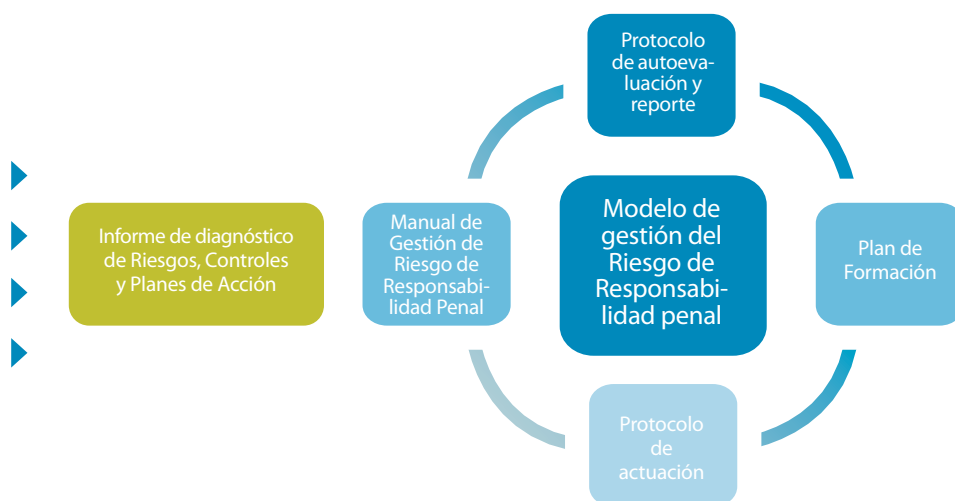 Protocolo
de autoeva-
luación y
reporte
Informe de diagnóstico
de Riesgos, Controles
y Planes de Acción
Manual de
Gestión de
Riesgo de
Responsabi-
lidad Penal
Modelo de
gestión del
Riesgo de
Responsabi-
lidad penal
Plan de
Formación
Protocolo
de
actuación